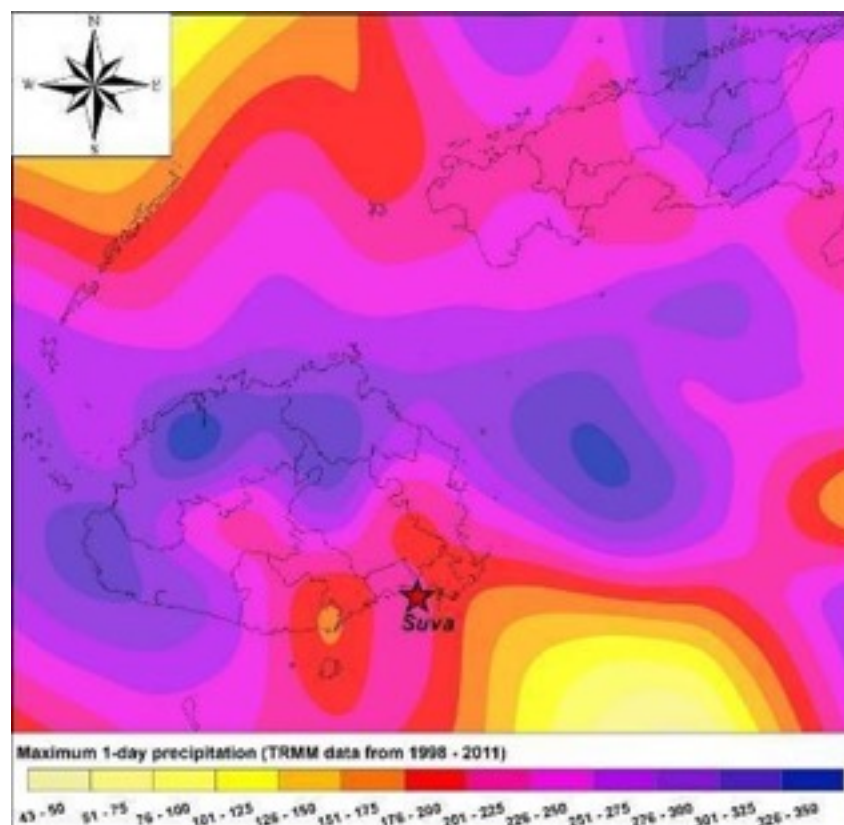 N
W E
S
Suva
Maximum 1-day precipitation (TRMM data from 1998 - 2011)
43 - 50 51 - 75 76 - 100 101 - 125 126 - 150 151 - 175 176 - 200 201 - 225 226 - 250 251 - 275 276 - 300 301 - 325 326 - 350